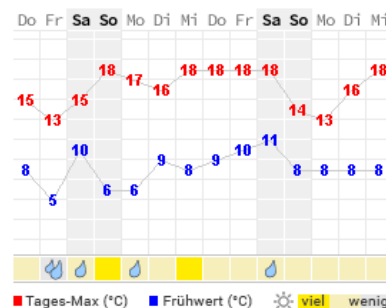 Do Fr Sa So Mo Di Mi Do Fr Sa So Mo Di Mi
18 17 16 18 18 18 18 16 18
15 13 15 14 13
8 5 10 6 6 9 8 9 10 11 8 8 8 8
Tages-Max (°C) Frühwert (°C) viel wenig